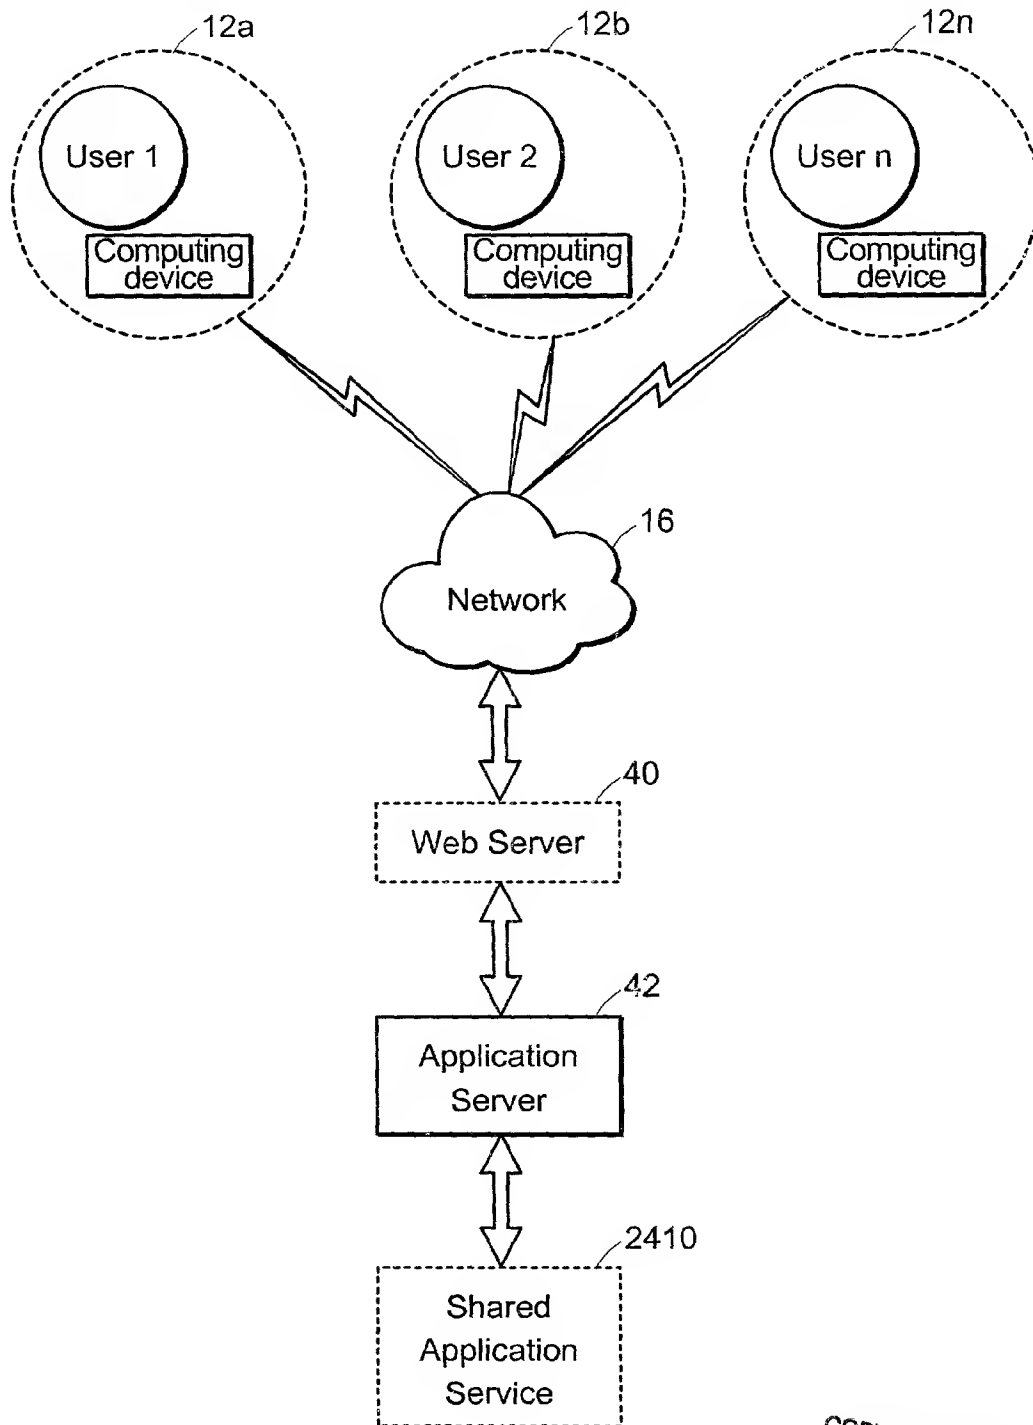 12a
12b
12n
User 1
User 2
User n
Computing
device
Computing
device
Computing
device
16
Network
40
Web Server
42
Application
Server
2410
Shared
Application
Service